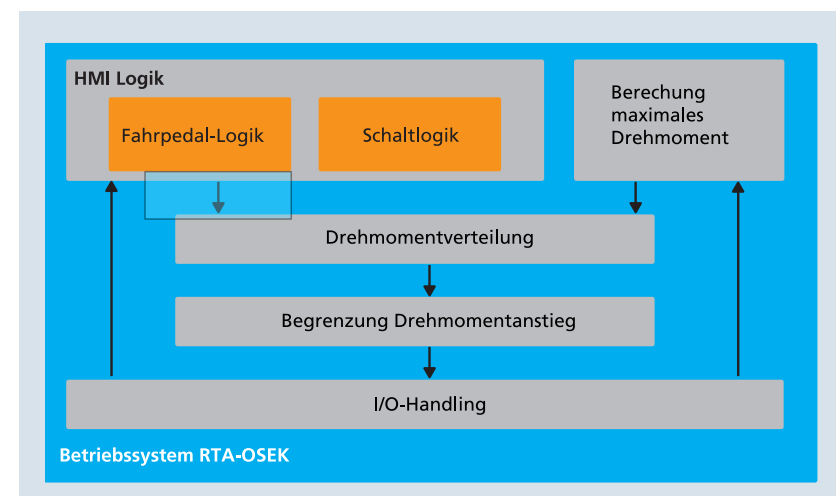 HMI Logik
Fahrpedal-Logik
Schaltlogik
Berechung
maximales
Drehmoment
Drehmomentverteilung
Begrenzung Drehmomentanstieg
I/O-Handling
Betriebssystem RTA-OSEK